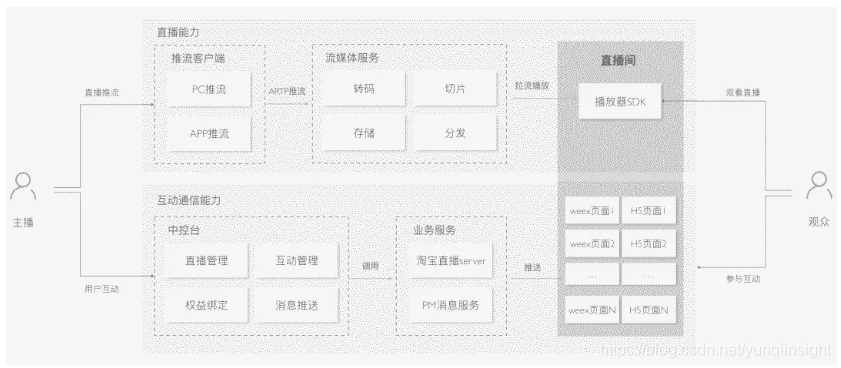 直播能力
推流客户端
PC推流
APP推流
直播推流
ARTP推流
流媒体服务
转码
切片
存储
分发
拉流播放
直播间
播放器SDK
观看直播
主播
观众
互动通信能力
中控台
直播管理
互动管理
权益绑定
消息推送
用户互动
调用
业务服务
淘宝直播server
PM消息服务
推送
weex页面1
H5页面1
weex页面2
H5页面2
...
...
weex页面N
H5页面N
参与互动
https://blog.csdn.net/yunqiinsight